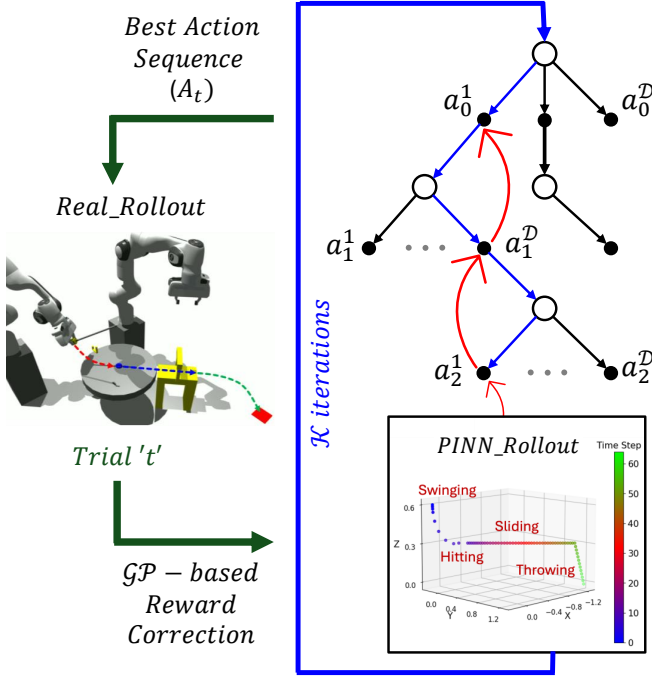 Best Action
Sequence
(A_t)
Real_Rollout
Trial 't'
𝒢𝒫 − based
Reward
Correction
𝒦 iterations
a_0^1
a_0^𝒟
a_1^1
a_1^𝒟
a_2^1
a_2^𝒟
PINN_Rollout
Time Step
Swinging
Sliding
Hitting
Throwing
0.6
0.3
0.0
Z
0.0
0.4
0.8
1.2
Y
0.0
−0.4
−0.8
−1.2
X
60
50
40
30
20
10
0